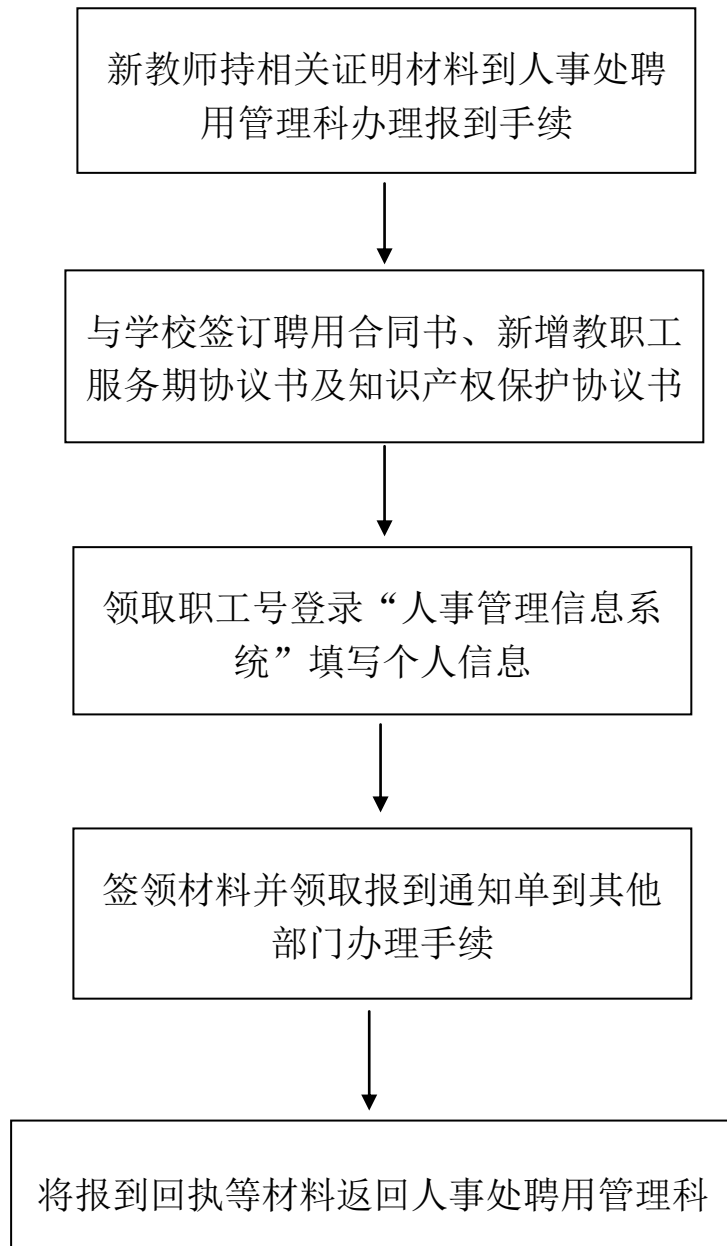 新教师持相关证明材料到人事处聘
用管理科办理报到手续
与学校签订聘用合同书、新增教职工
服务期协议书及知识产权保护协议书
领取职工号登录“人事管理信息系
统”填写个人信息
签领材料并领取报到通知单到其他
部门办理手续
将报到回执等材料返回人事处聘用管理科